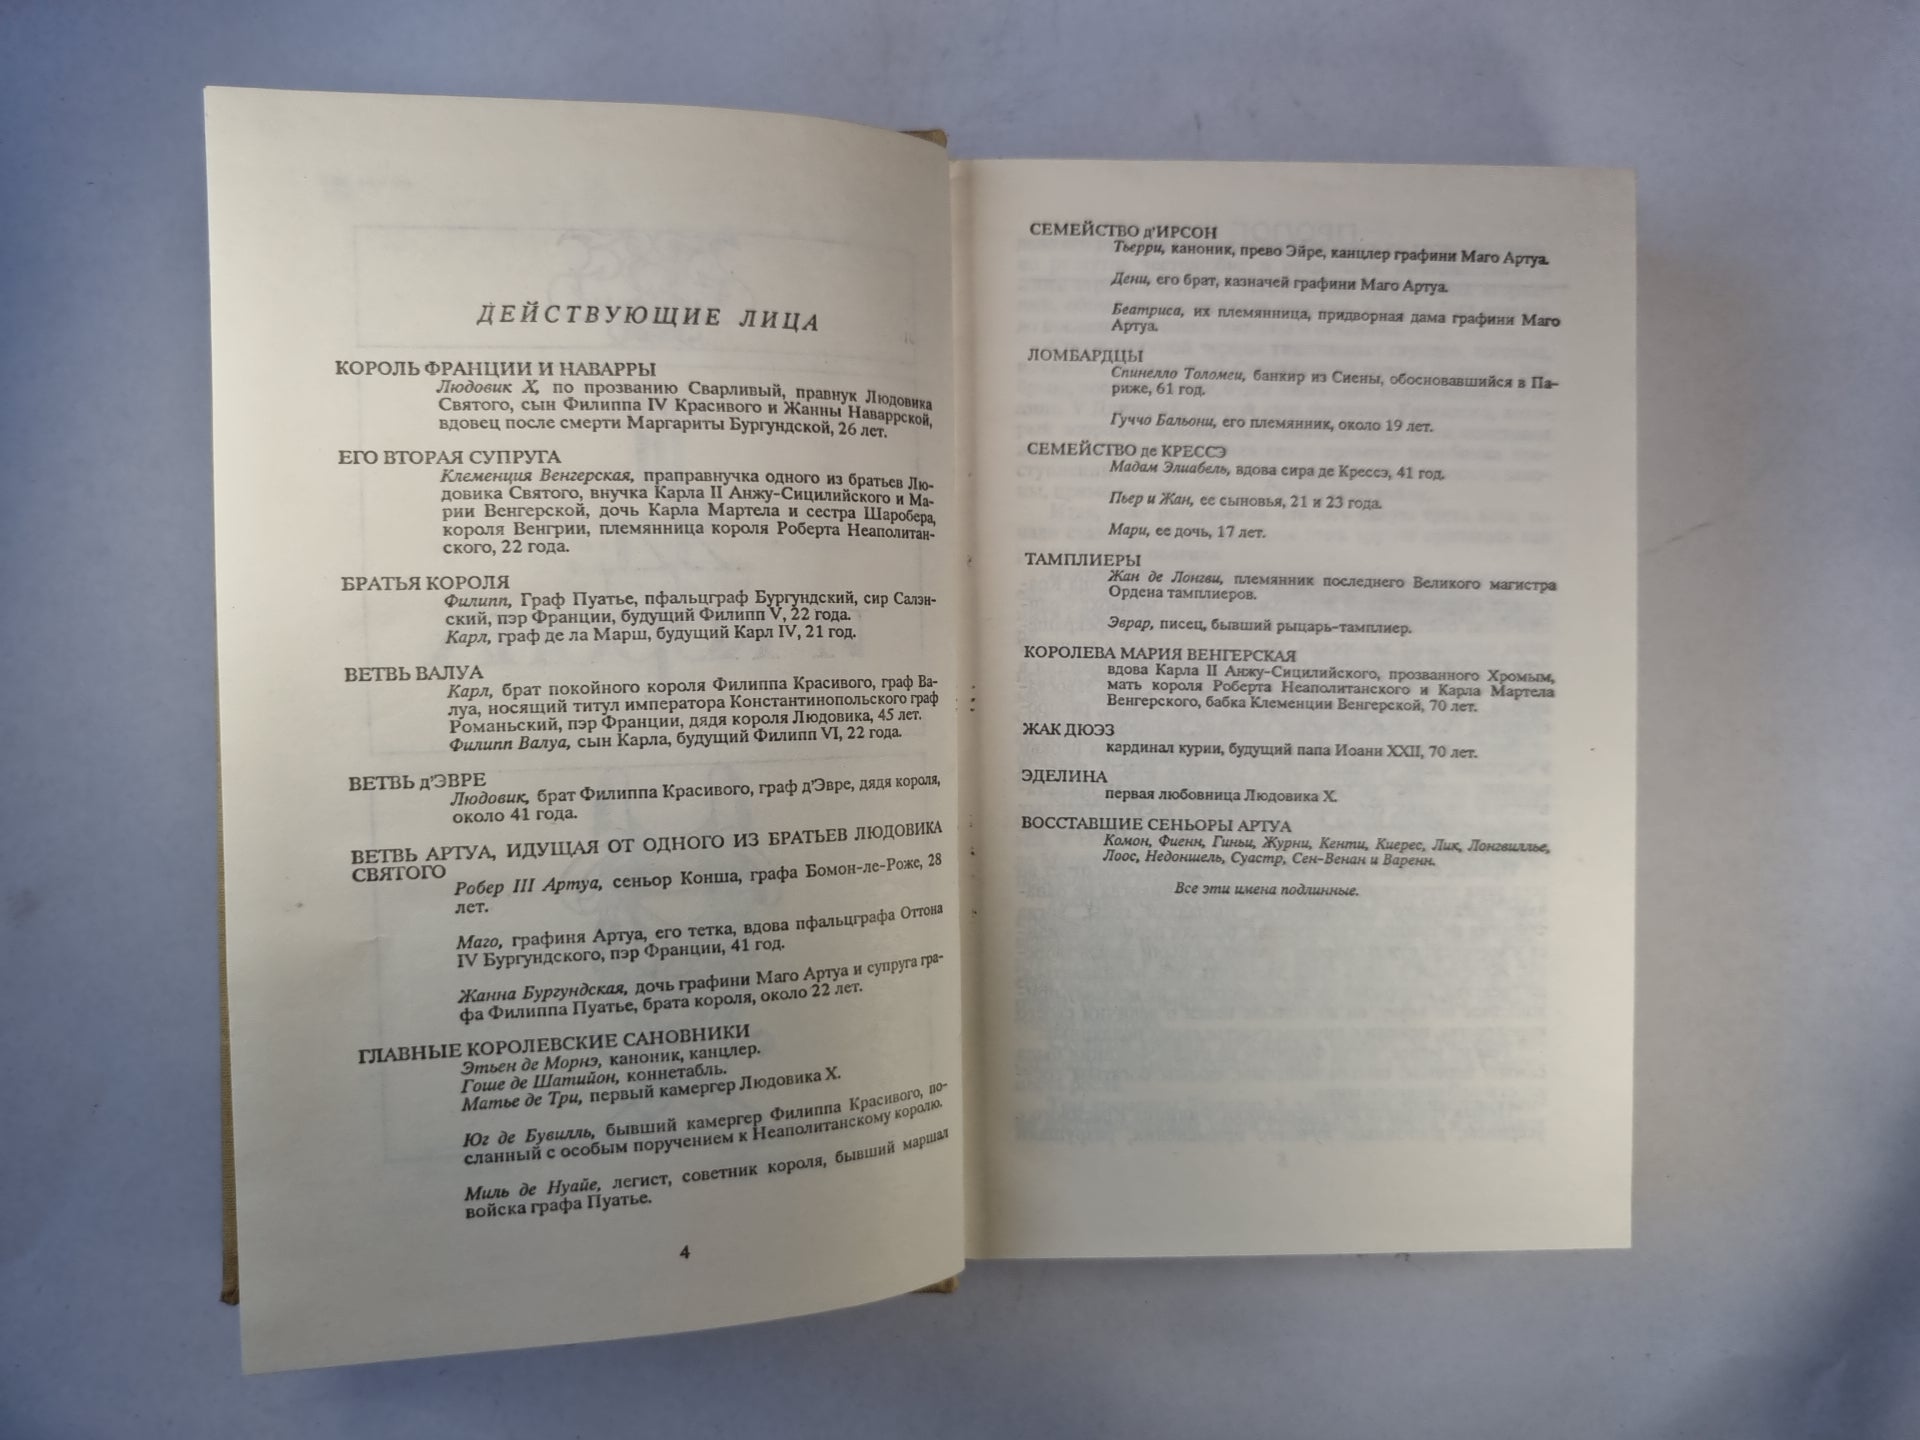 ДЕЙСТВУЮЩИЕ ЛИЦА
КОРОЛЬ ФРАНЦИИ И НАВАРРЫ
Людовик X, по прозванию Сварливый, правнук Людовика
Святого, сын Филиппа IV Красивого и Жанны Наваррской,
вдовец после смерти Маргариты Бургундской, 26 лет.
ЕГО ВТОРАЯ СУПРУГА
Клеменция Венгерская, праправнучка одного из братьев Лю-
довика Святого, внучка Карла II Анжу-Сицилийского и Ма-
рии Венгерской, дочь Карла Мартела и сестра Шаробера,
короля Венгрии, племянница короля Роберта Неаполитан-
ского, 22 года.
БРАТЬЯ КОРОЛЯ
Филипп, Граф Пуатье, пфальцграф Бургундский, сир Салэн-
ский, пэр Франции, будущий Филипп V, 22 года.
Карл, граф де ла Марш, будущий Карл IV, 21 год.
ВЕТВЬ ВАЛУА
Карл, брат покойного короля Филиппа Красивого, граф Ва-
луа, носящий титул императора Константинопольского граф
Романьский, пэр Франции, дядя короля Людовика, 45 лет.
Филипп Валуа, сын Карла, будущий Филипп VI, 22 года.
ВЕТВЬ д'ЭВРЕ
Людовик, брат Филиппа Красивого, граф д'Эвре, дядя короля,
около 41 года.
ВЕТВЬ АРТУА, ИДУЩАЯ ОТ ОДНОГО ИЗ БРАТЬЕВ ЛЮДОВИКА
СВЯТОГО
Робер III Артуа, сеньор Конша, графа Бомон-ле-Роже, 28
лет.
Маго, графиня Артуа, его тетка, вдова пфальцграфа Оттона
IV Бургундского, пэр Франции, 41 год.
Жанна Бургундская, дочь графини Маго Артуа и супруга гра-
фа Филиппа Пуатье, брата короля, около 22 лет.
ГЛАВНЫЕ КОРОЛЕВСКИЕ САНОВНИКИ
Этьен де Морнэ, каноник, канцлер.
Гоше де Шатийон, коннетабль.
Матье де Три, первый камергер Людовика X.
Юг де Бувилль, бывший камергер Филиппа Красивого, по-
сланный с особым поручением к Неаполитанскому королю.
Миль де Нуайе, легист, советник короля, бывший маршал
войска графа Пуатье.
4
СЕМЕЙСТВО д'ИРСОН
Тьерри, каноник, прево Эйре, канцлер графини Маго Артуа.
Дени, его брат, казначей графини Маго Артуа.
Беатриса, их племянница, придворная дама графини Маго
Артуа.
ЛОМБАРДЦЫ
Спинелло Толомеи, банкир из Сиены, обосновавшийся в Па-
риже, 61 год.
Гуччо Бальони, его племянник, около 19 лет.
СЕМЕЙСТВО де КРЕССЭ
Мадам Элиабель, вдова сира де Крессэ, 41 год.
Пьер и Жан, ее сыновья, 21 и 23 года.
Мари, ее дочь, 17 лет.
ТАМПЛИЕРЫ
Жан де Лонгви, племянник последнего Великого магистра
Ордена тамплиеров.
Эврар, писец, бывший рыцарь-тамплиер.
КОРОЛЕВА МАРИЯ ВЕНГЕРСКАЯ
вдова Карла II Анжу-Сицилийского, прозванного Хромым,
мать короля Роберта Неаполитанского и Карла Мартела
Венгерского, бабка Клеменции Венгерской, 70 лет.
ЖАК ДЮЭЗ
кардинал курии, будущий папа Иоанн XXII, 70 лет.
ЭДЕЛИНА
первая любовница Людовика X.
ВОССТАВШИЕ СЕНЬОРЫ АРТУА
Комон, Фиенн, Гиньи, Журни, Кенти, Киерес, Лик, Лонгвиллье,
Лоос, Недоншель, Суастр, Сен-Венан и Варенн.
Все эти имена подлинные.